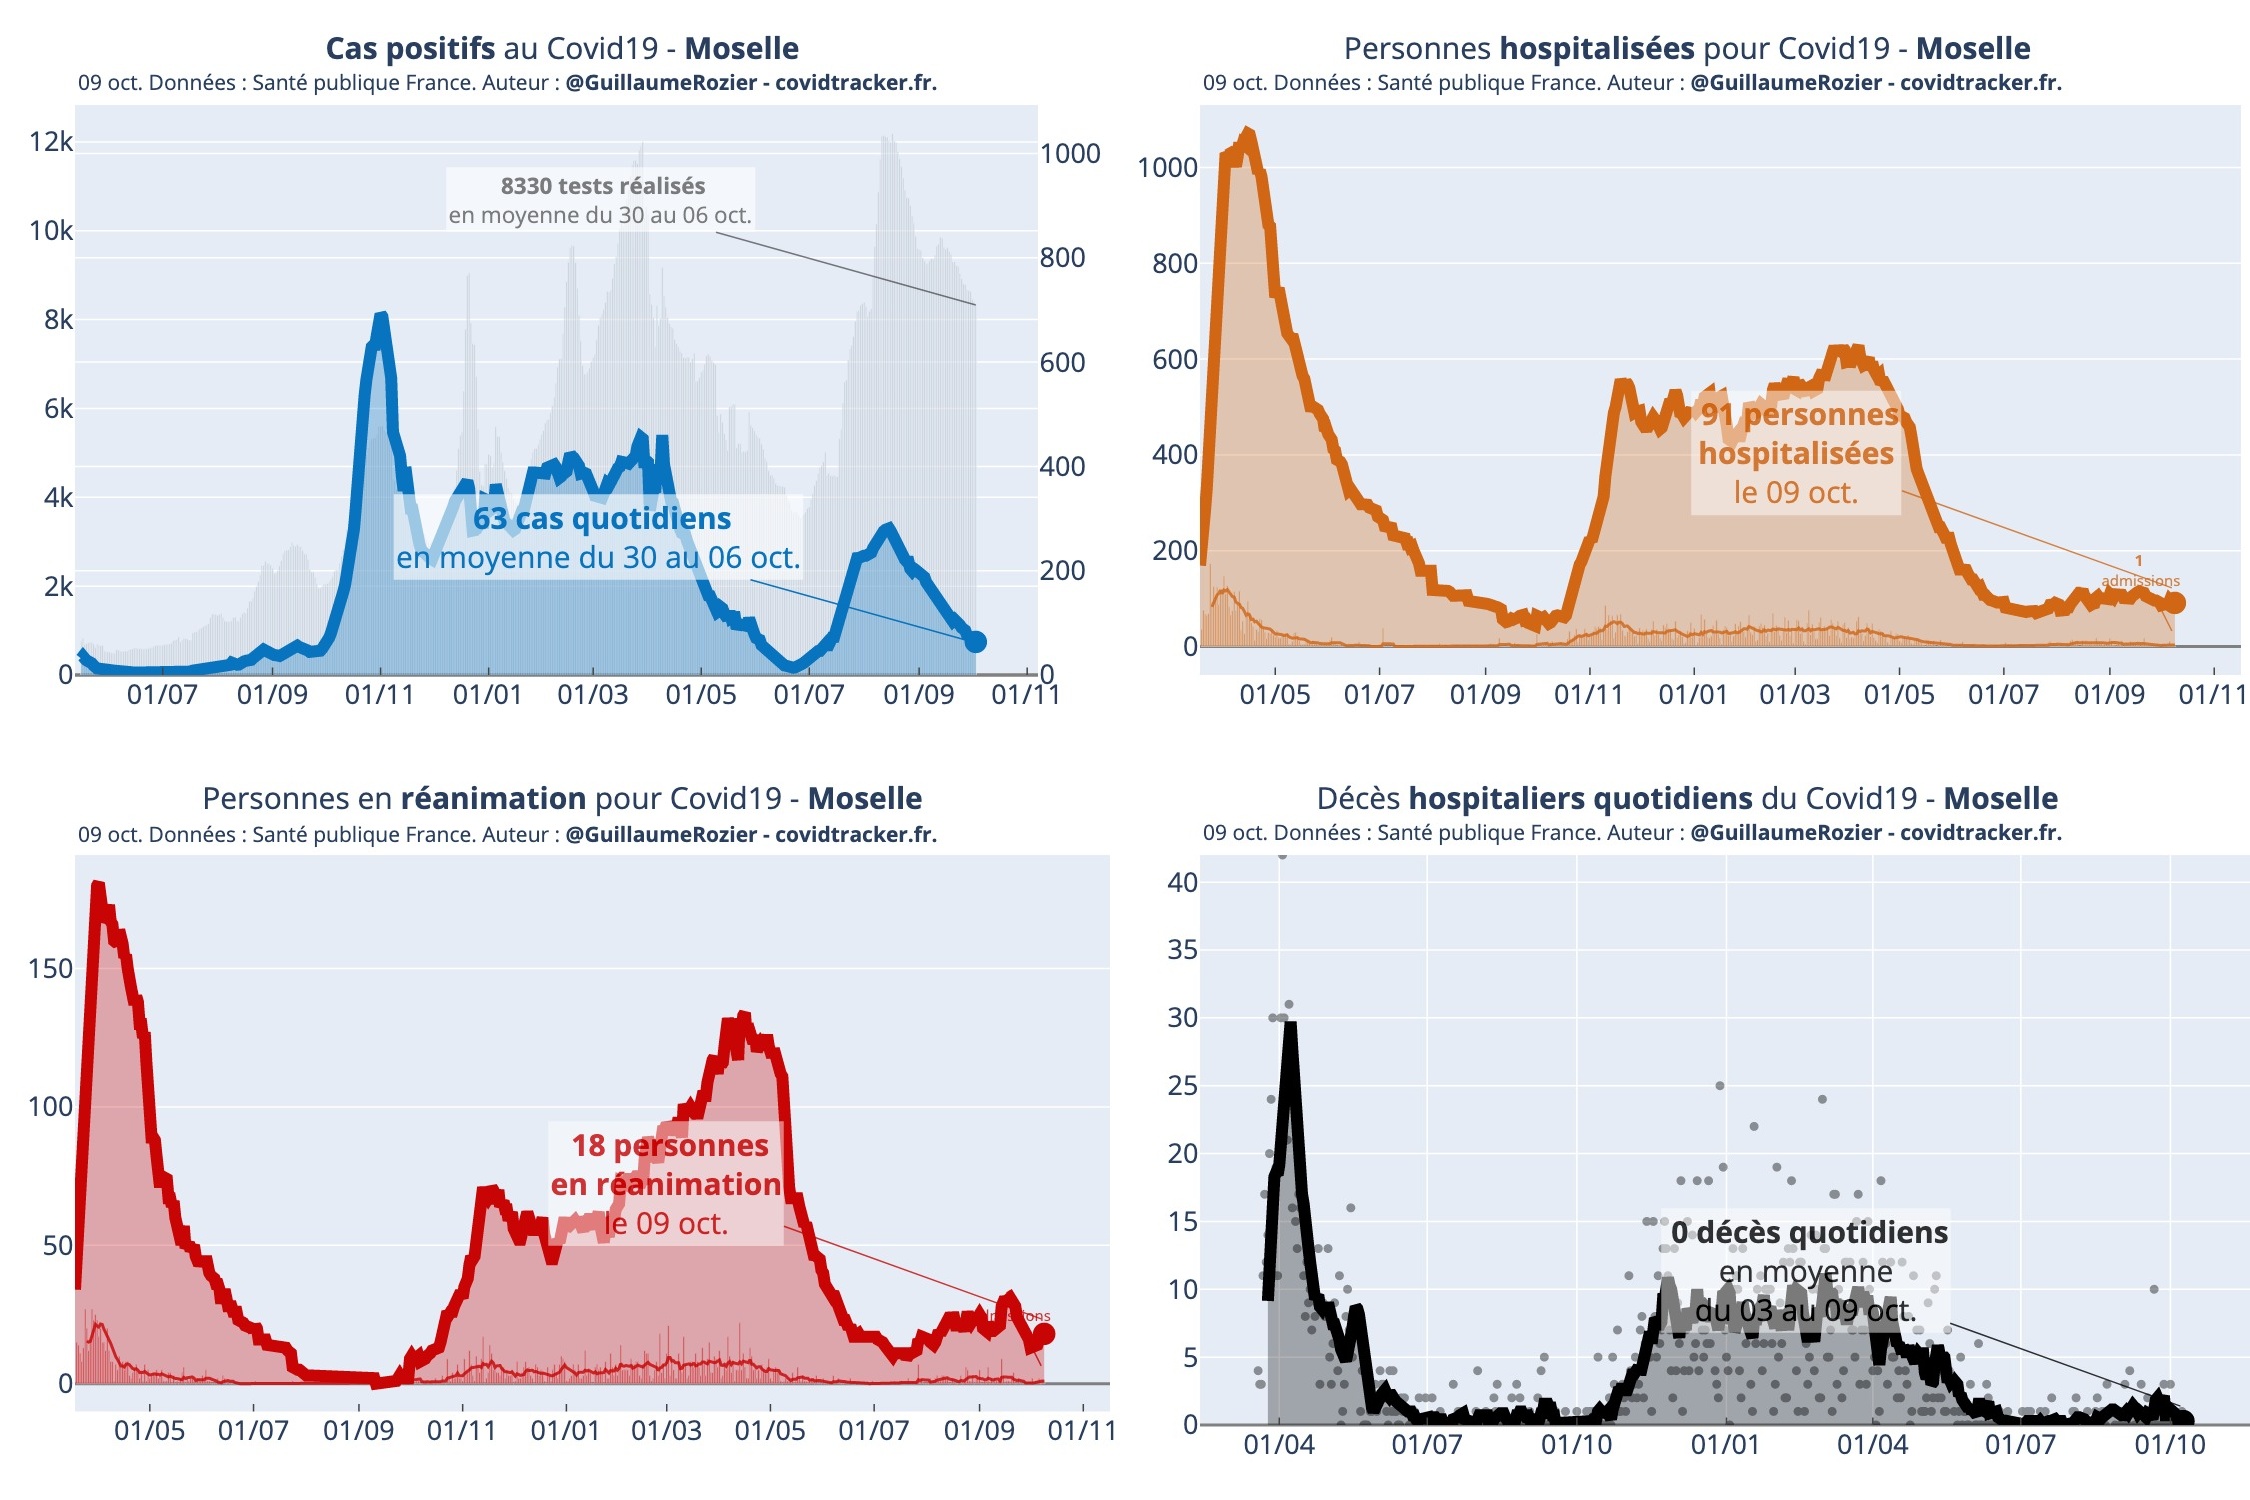 Cas positifs au Covid19 - Moselle
09 oct. Données : Santé publique France. Auteur : @GuillaumeRozier - covidtracker.fr.
12k
10k
8k
6k
4k
2k
0
1000
800
600
400
200
0
8330 tests réalisés
en moyenne du 30 au 06 oct.
63 cas quotidiens
en moyenne du 30 au 06 oct.
01/07 01/09 01/11 01/01 01/03 01/05 01/07 01/09 01/11
Personnes hospitalisées pour Covid19 - Moselle
09 oct. Données : Santé publique France. Auteur : @GuillaumeRozier - covidtracker.fr.
1000
800
600
400
200
0
91 personnes
hospitalisées
le 09 oct.
1
admissions
01/05 01/07 01/09 01/11 01/01 01/03 01/05 01/07 01/09 01/11
Personnes en réanimation pour Covid19 - Moselle
09 oct. Données : Santé publique France. Auteur : @GuillaumeRozier - covidtracker.fr.
150
100
50
0
18 personnes
en réanimation
le 09 oct.
01/05 01/07 01/09 01/11 01/01 01/03 01/05 01/07 01/09 01/11
Décès hospitaliers quotidiens du Covid19 - Moselle
09 oct. Données : Santé publique France. Auteur : @GuillaumeRozier - covidtracker.fr.
40
35
30
25
20
15
10
5
0
0 décès quotidiens
en moyenne
du 03 au 09 oct.
01/04 01/07 01/10 01/01 01/04 01/07 01/10